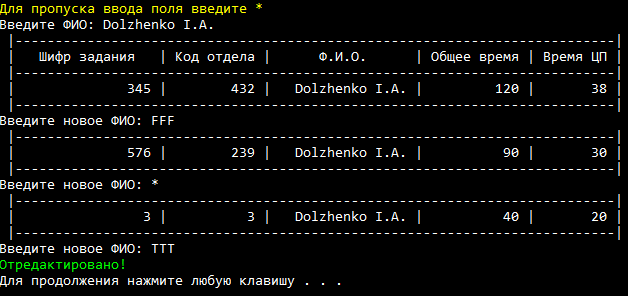 Для пропуска ввода поля введите *
Введите ФИО: Dolzhenko I.A.
|---------------------------------------------------------------------------|
| Шифр задания | Код отдела | Ф.И.О. | Общее время | Время ЦП |
|---------------------------------------------------------------------------|
| 345 | 432 | Dolzhenko I.A. | 120 | 38 |
|---------------------------------------------------------------------------|
Введите новое ФИО: FFF
|---------------------------------------------------------------------------|
| 576 | 239 | Dolzhenko I.A. | 90 | 30 |
|---------------------------------------------------------------------------|
Введите новое ФИО: *
|---------------------------------------------------------------------------|
| 3 | 3 | Dolzhenko I.A. | 40 | 20 |
|---------------------------------------------------------------------------|
Введите новое ФИО: TTT
Отредактировано!
Для продолжения нажмите любую клавишу . . .